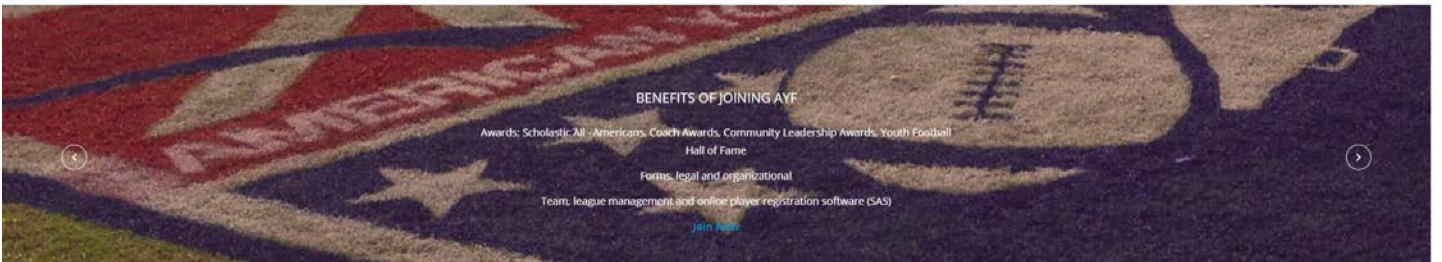 AMERICAN YO
BENEFITS OF JOINING AYF
Awards: Scholastic All - Americans, Coach Awards, Community Leadership Awards, Youth Football
Hall of Fame
Forms, legal and organizational
Team, league management and online player registration software (SAS)
Join Now